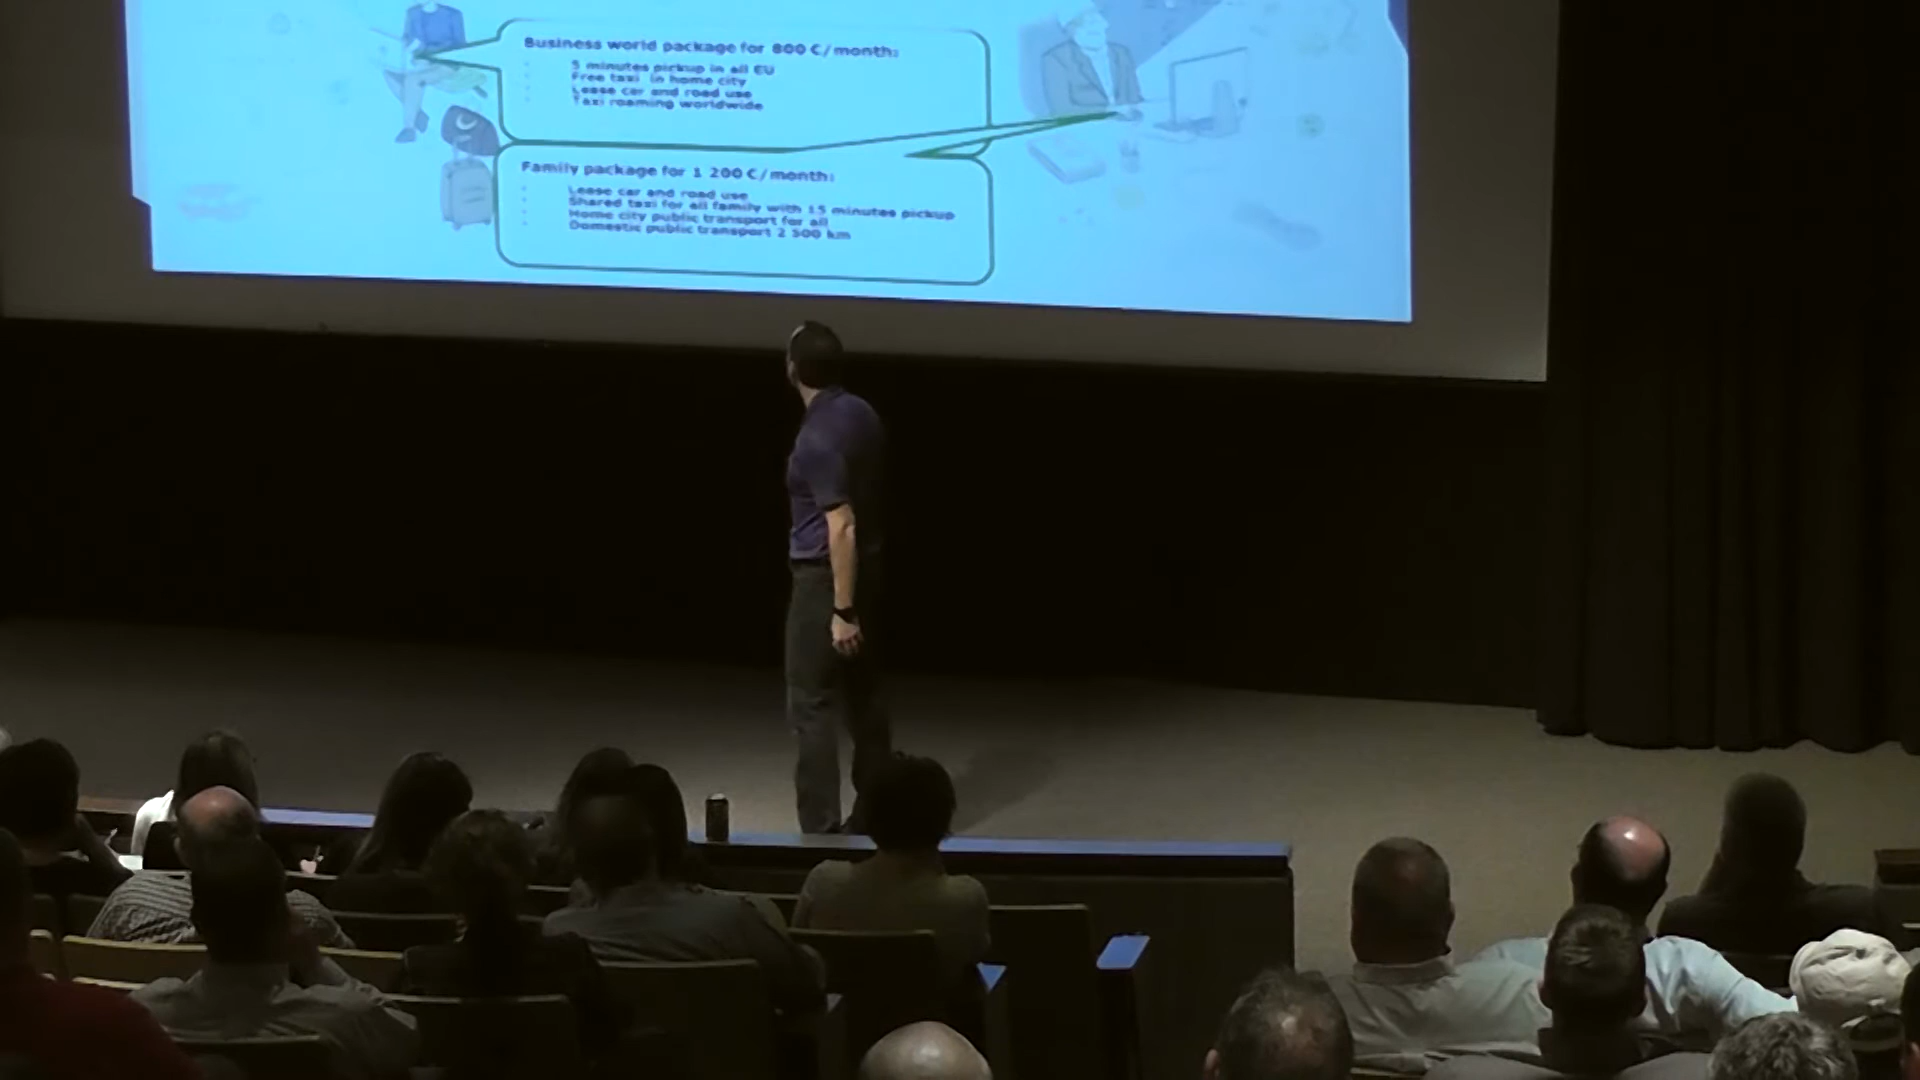 Business world package for 800 €/month:
5 minutes pickup in all EU
Free taxi in home city
Lease car and road use
Taxi roaming worldwide
Family package for 1 200 €/month:
Lease car and road use
Shared taxi for all family with 15 minutes pickup
Home city public transport for all
Domestic public transport 2 500 km